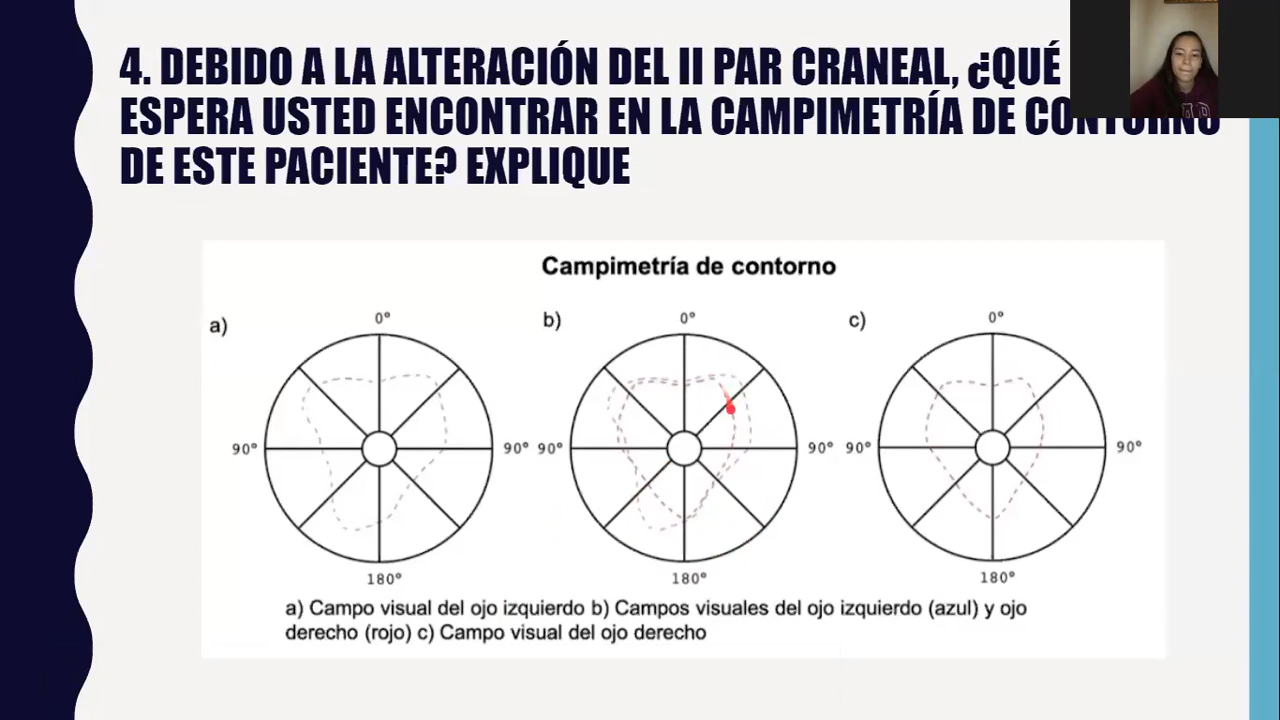 4. DEBIDO A LA ALTERACIÓN DEL II PAR CRANEAL, ¿QUÉ
ESPERA USTED ENCONTRAR EN LA CAMPIMETRÍA DE CONTORNO
DE ESTE PACIENTE? EXPLIQUE
Campimetría de contorno
a) b) c)
0° 0° 0°
90° 90° 90° 90° 90° 90°
180° 180° 180°
a) Campo visual del ojo izquierdo b) Campos visuales del ojo izquierdo (azul) y ojo
derecho (rojo) c) Campo visual del ojo derecho